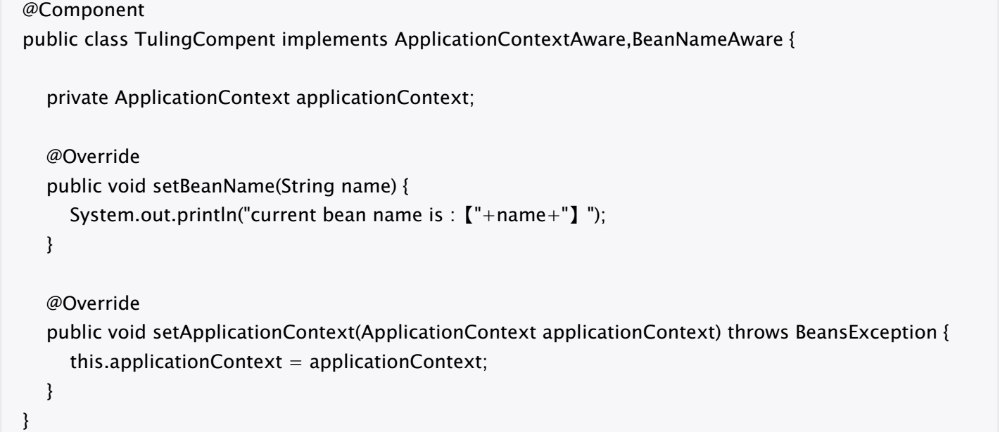 @Component
public class TulingCompent implements ApplicationContextAware,BeanNameAware {
private ApplicationContext applicationContext;
@Override
public void setBeanName(String name) {
System.out.println("current bean name is :【"+name+"】");
}
@Override
public void setApplicationContext(ApplicationContext applicationContext) throws BeansException {
this.applicationContext = applicationContext;
}
}